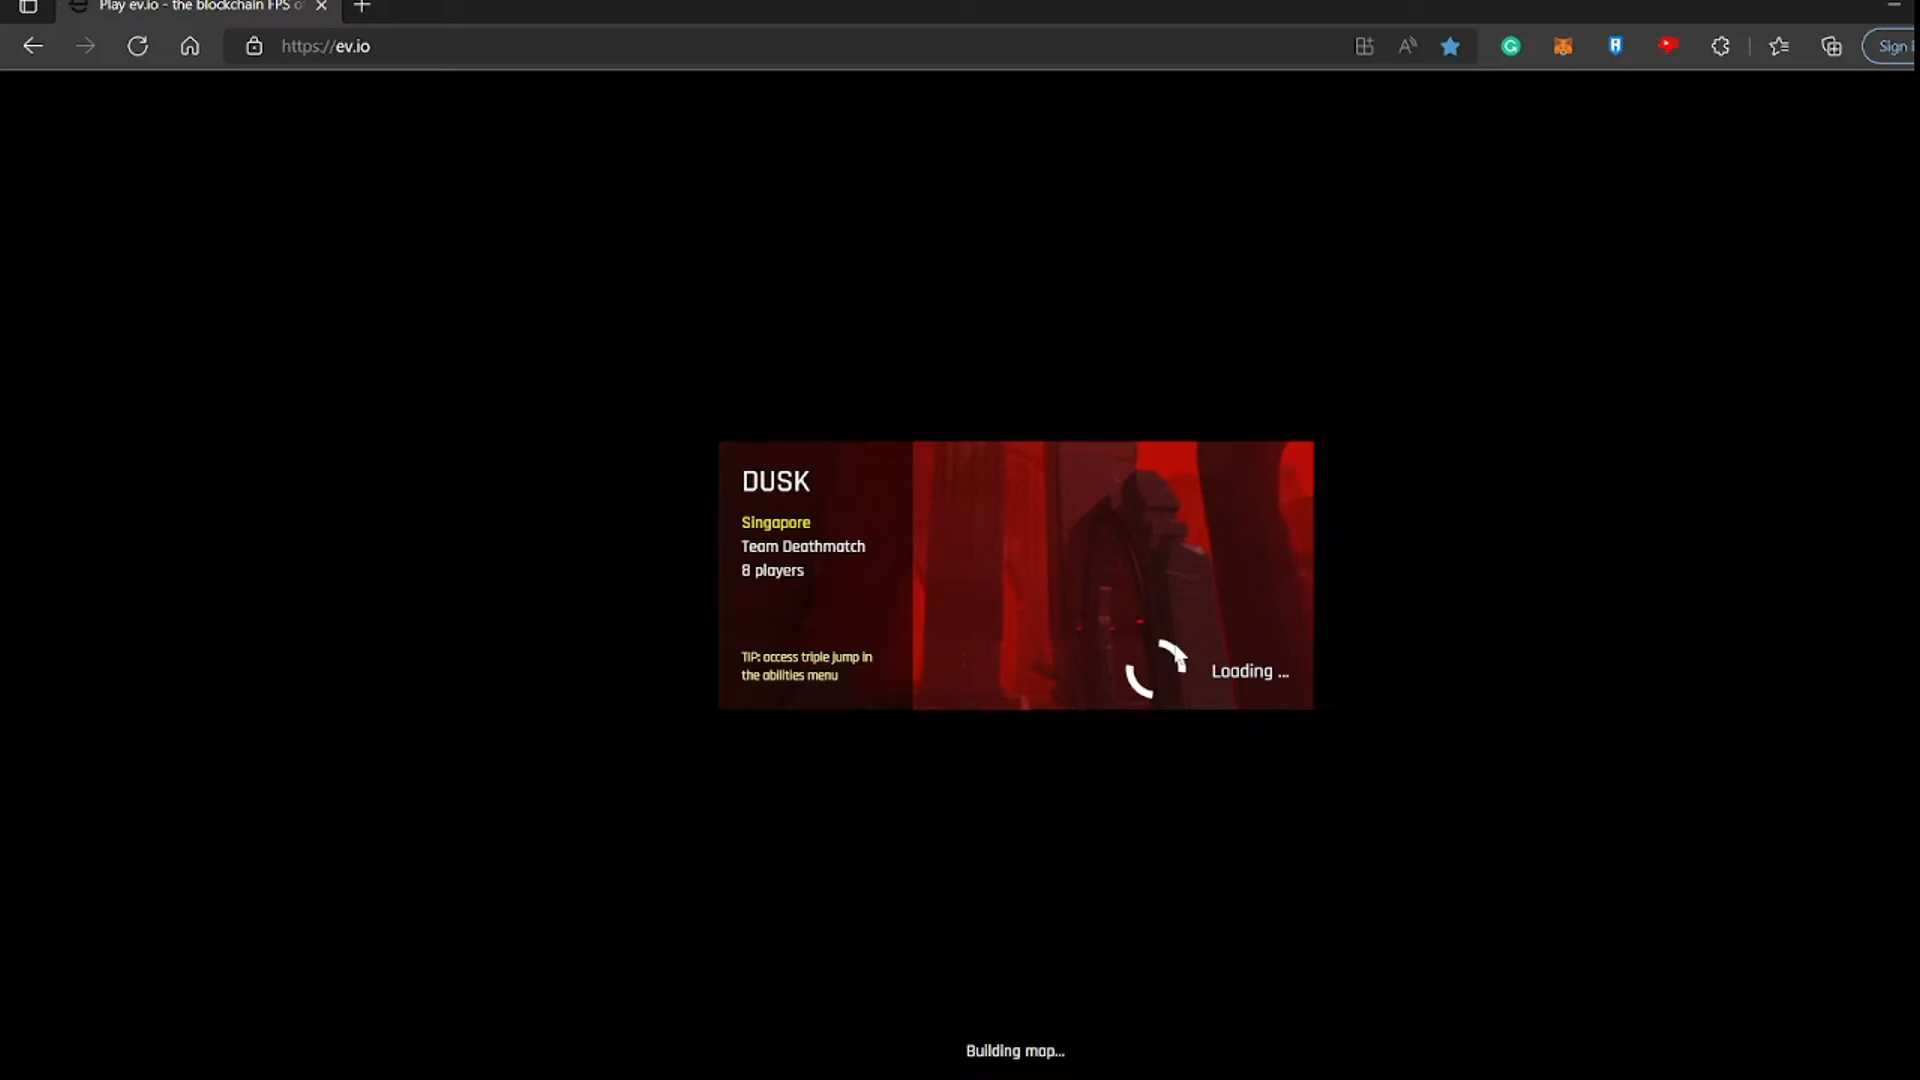 Play ev.io - the blockchain FPS
https://ev.io
Sign
DUSK
Singapore
Team Deathmatch
8 players
TIP: access triple jump in
the abilities menu
Loading ...
Building map...